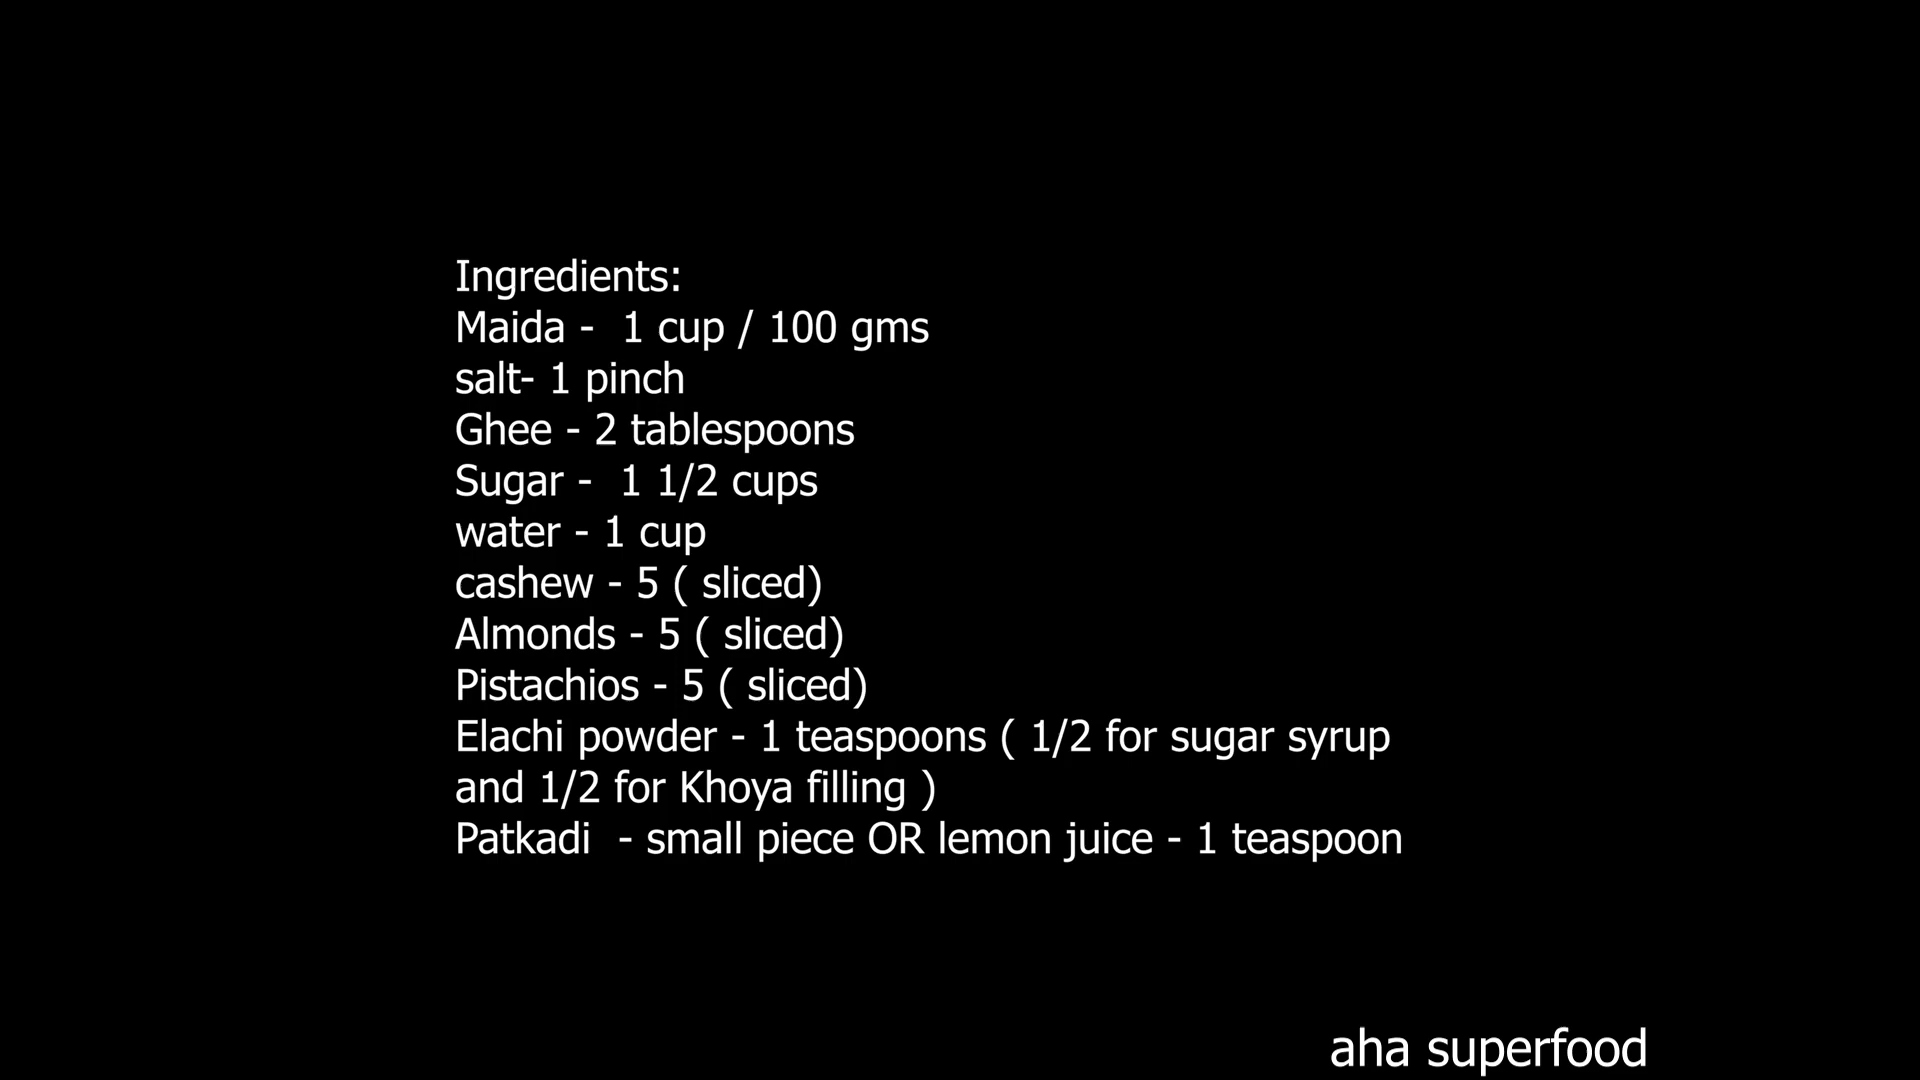 Ingredients:
Maida -  1 cup / 100 gms
salt- 1 pinch
Ghee - 2 tablespoons
Sugar -  1 1/2 cups
water - 1 cup
cashew - 5 ( sliced)
Almonds - 5 ( sliced)
Pistachios - 5 ( sliced)
Elachi powder - 1 teaspoons ( 1/2 for sugar syrup
and 1/2 for Khoya filling )
Patkadi  - small piece OR lemon juice - 1 teaspoon
aha superfood